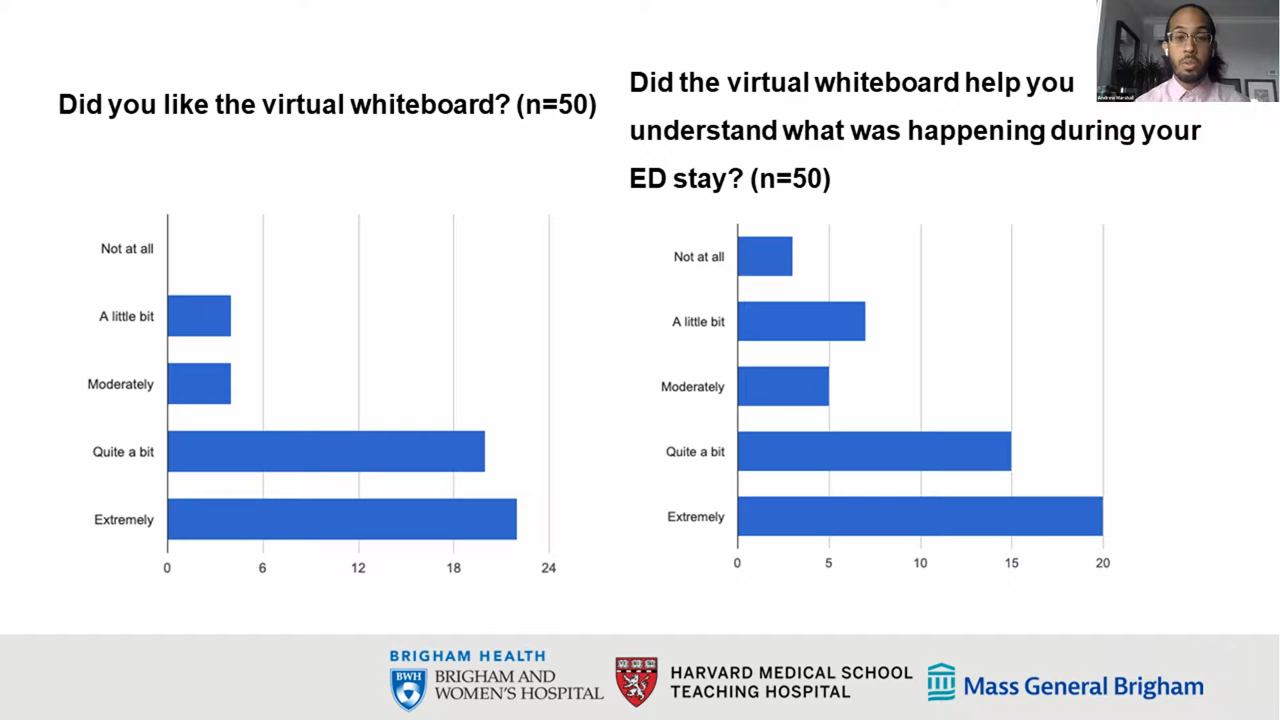 Did you like the virtual whiteboard? (n=50)
Not at all
A little bit
Moderately
Quite a bit
Extremely
0 6 12 18 24
Did the virtual whiteboard help you
understand what was happening during your
ED stay? (n=50)
Not at all
A little bit
Moderately
Quite a bit
Extremely
0 5 10 15 20
Andrew Marshall
BRIGHAM HEALTH
BWH
BRIGHAM AND
WOMEN'S HOSPITAL
HARVARD MEDICAL SCHOOL
TEACHING HOSPITAL
Mass General Brigham